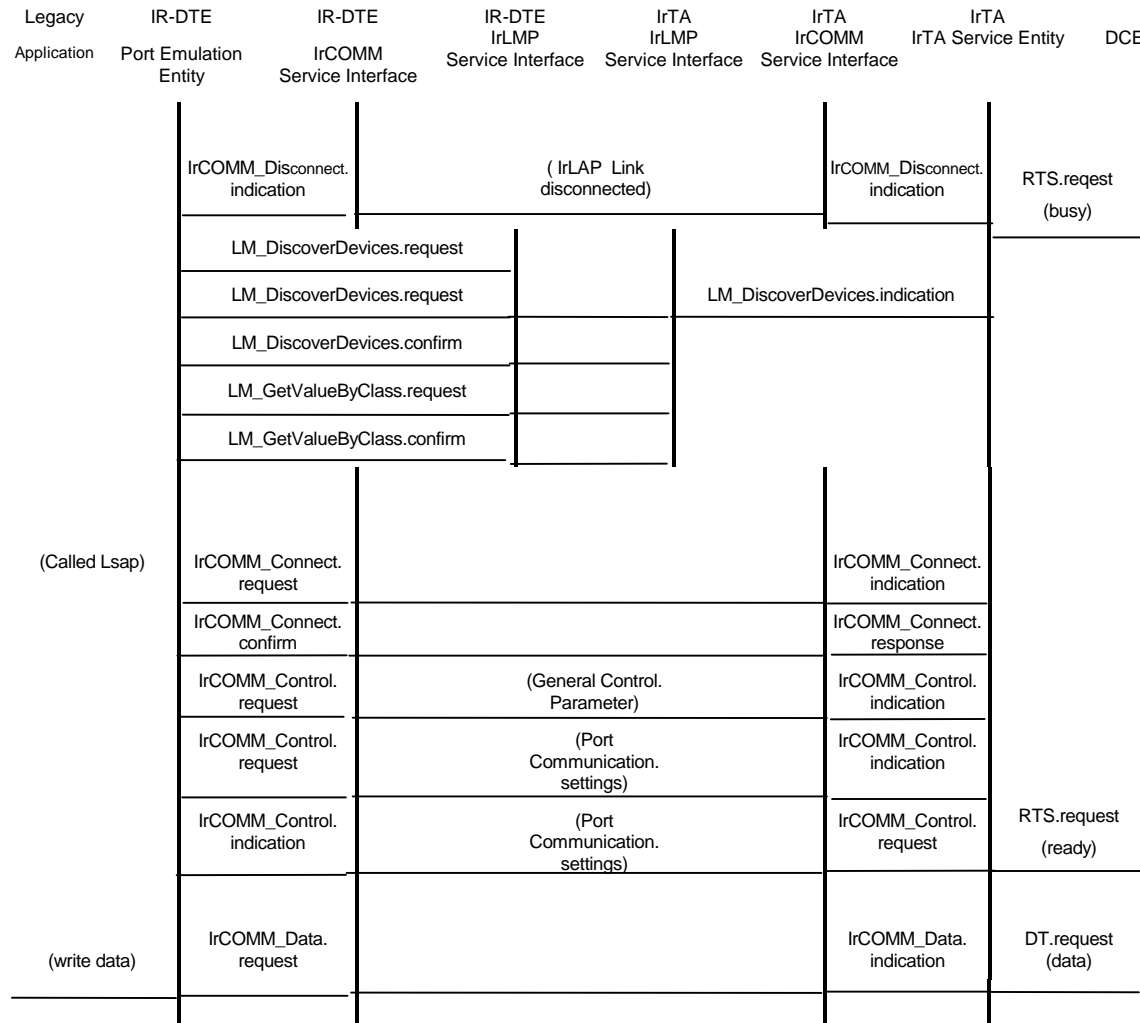 Legacy
Application
IR-DTE
Port Emulation
Entity
IR-DTE
IrCOMM
Service Interface
IR-DTE
IrLMP
Service Interface
IrTA
IrLMP
Service Interface
IrTA
IrCOMM
Service Interface
IrTA
IrTA Service Entity
DCE
IrCOMM_Disconnect.
indication
( IrLAP Link
disconnected)
IrCOMM_Disconnect.
indication
RTS.reqest
(busy)
LM_DiscoverDevices.request
LM_DiscoverDevices.request
LM_DiscoverDevices.indication
LM_DiscoverDevices.confirm
LM_GetValueByClass.request
LM_GetValueByClass.confirm
(Called Lsap)
IrCOMM_Connect.
request
IrCOMM_Connect.
indication
IrCOMM_Connect.
confirm
IrCOMM_Connect.
response
IrCOMM_Control.
request
(General Control.
Parameter)
IrCOMM_Control.
indication
IrCOMM_Control.
request
(Port
Communication.
settings)
IrCOMM_Control.
indication
IrCOMM_Control.
indication
(Port
Communication.
settings)
IrCOMM_Control.
request
RTS.request
(ready)
(write data)
IrCOMM_Data.
request
IrCOMM_Data.
indication
DT.request
(data)